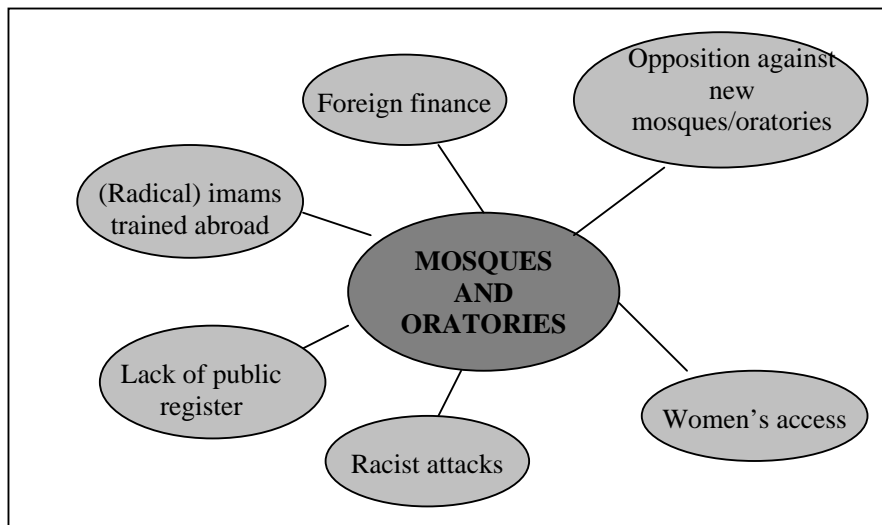 Opposition against
new
mosques/oratories
Foreign finance
(Radical) imams
trained abroad
MOSQUES
AND
ORATORIES
Lack of public
register
Women’s access
Racist attacks